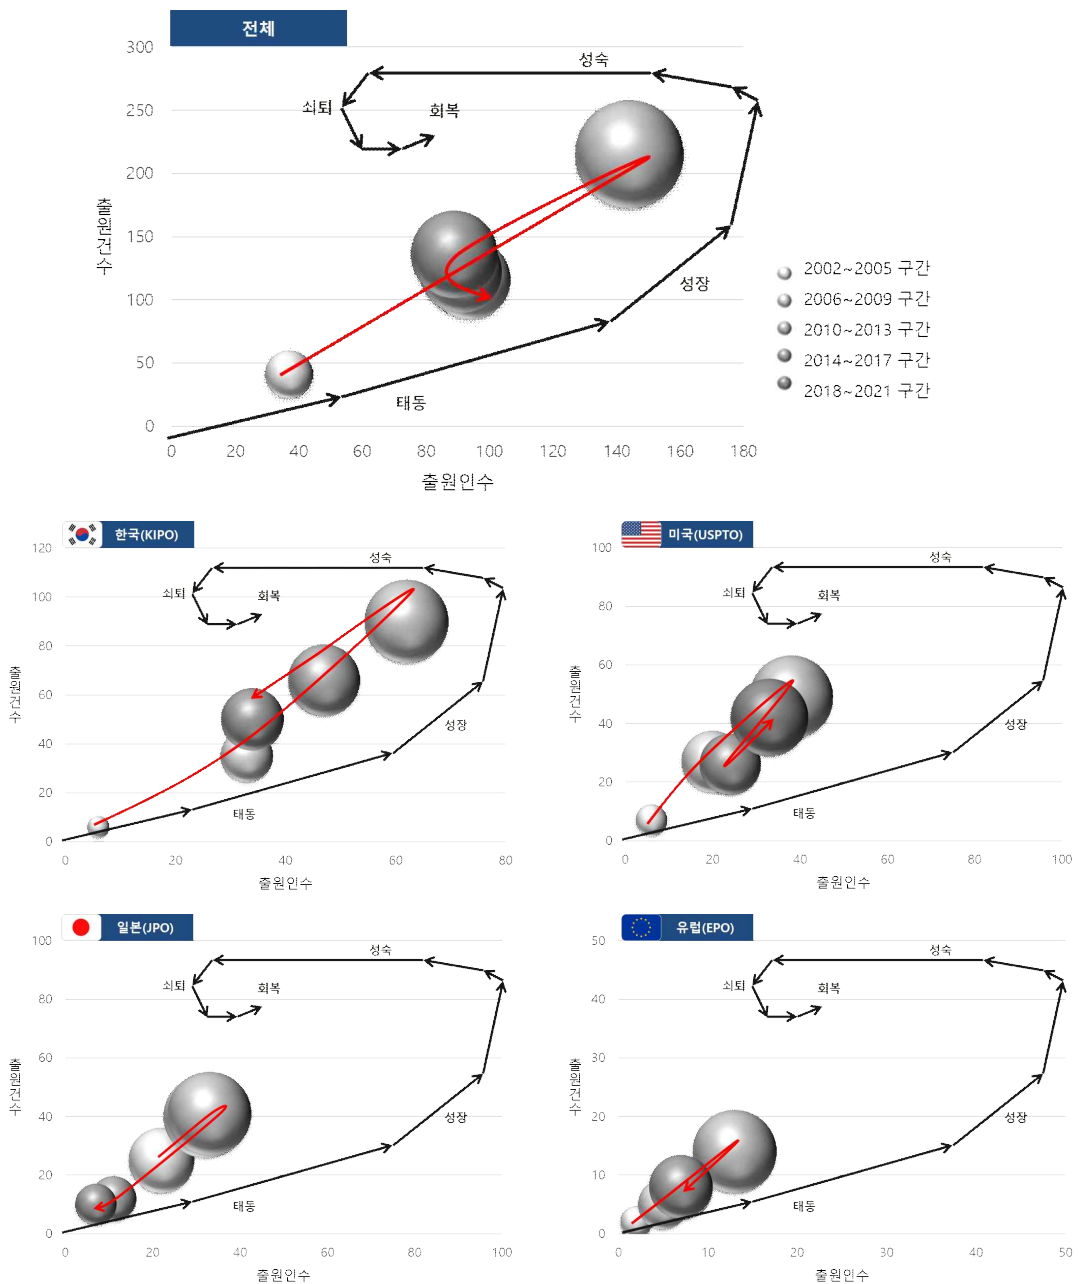 전체
300
250
200
150
100
50
0
0 20 40 60 80 100 120 140 160 180
출원건수
출원인수
성숙
쇠퇴
회복
성장
태동
2002~2005 구간
2006~2009 구간
2010~2013 구간
2014~2017 구간
2018~2021 구간
한국(KIPO)
120
100
80
60
40
20
0
0 20 40 60 80
출원건수
출원인수
성숙
쇠퇴
회복
성장
태동
미국(USPTO)
100
80
60
40
20
0
0 20 40 60 80 100
출원건수
출원인수
성숙
쇠퇴
회복
성장
태동
일본(JPO)
100
80
60
40
20
0
0 20 40 60 80 100
출원건수
출원인수
성숙
쇠퇴
회복
성장
태동
유럽(EPO)
50
40
30
20
10
0
0 10 20 30 40 50
출원건수
출원인수
성숙
쇠퇴
회복
성장
태동